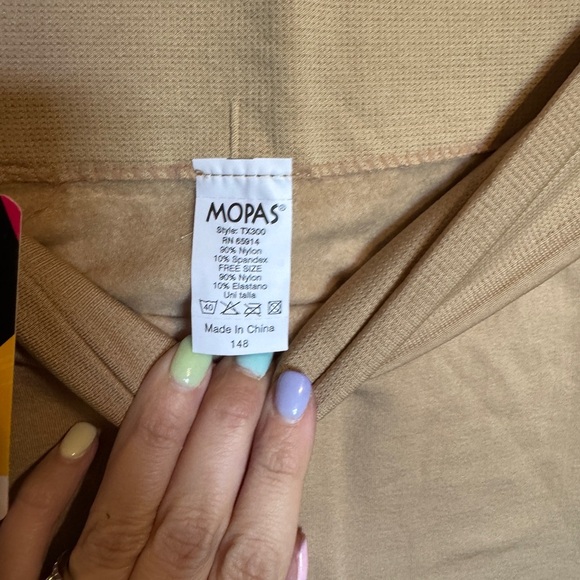 MOPAS®
Style: TX300
RN 65914
90% Nylon
10% Spandex
FREE SIZE
90% Nylon
10% Elastano
Uni talla
40
Made In China
148